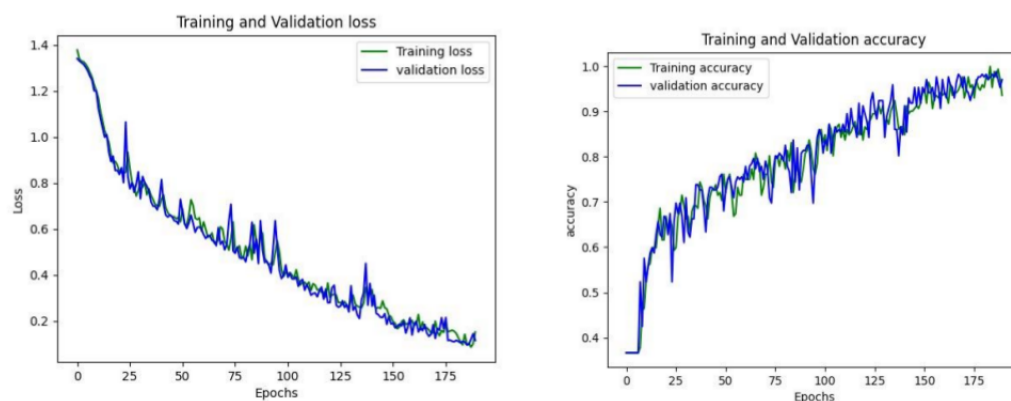 Training and Validation loss
1.4
1.2
1.0
0.8
0.6
0.4
0.2
Loss
Training loss
validation loss
0 25 50 75 100 125 150 175
Epochs
Training and Validation accuracy
1.0
0.9
0.8
0.7
0.6
0.5
0.4
accuracy
Training accuracy
validation accuracy
0 25 50 75 100 125 150 175
Epochs